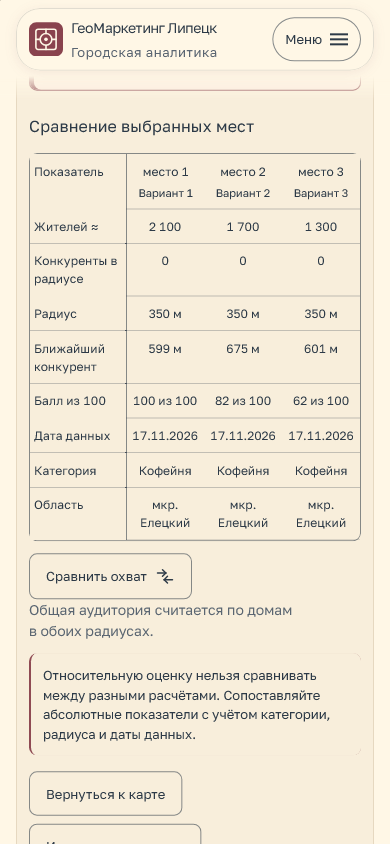 ГеоМаркетинг Липецк
Городская аналитика
Меню
Сравнение выбранных мест
Показатель место 1 место 2 место 3
Вариант 1 Вариант 2 Вариант 3
Жителей ≈ 2 100 1 700 1 300
Конкуренты в 0 0 0
радиусе
Радиус 350 м 350 м 350 м
Ближайший 599 м 675 м 601 м
конкурент
Балл из 100 100 из 100 82 из 100 62 из 100
Дата данных 17.11.2026 17.11.2026 17.11.2026
Категория Кофейня Кофейня Кофейня
Область мкр. мкр. мкр.
Елецкий Елецкий Елецкий
Сравнить охват
Общая аудитория считается по домам
в обоих радиусах.
Относительную оценку нельзя сравнивать
между разными расчётами. Сопоставляйте
абсолютные показатели с учётом категории,
радиуса и даты данных.
Вернуться к карте